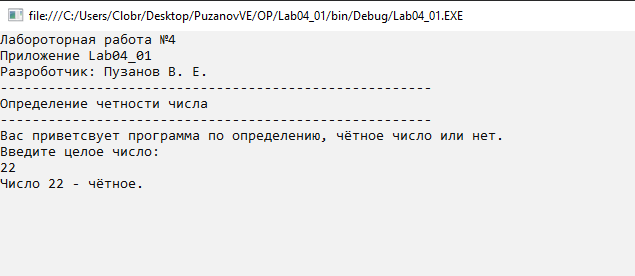 file:///C:/Users/Clobr/Desktop/PuzanovVE/OP/Lab04_01/bin/Debug/Lab04_01.EXE
Лабороторная работа №4
Приложение Lab04_01
Разработчик: Пузанов В. Е.
------------------------------------------------------
Определение четности числа
------------------------------------------------------
Вас приветсвует программа по определению, чётное число или нет.
Введите целое число:
22
Число 22 - чётное.